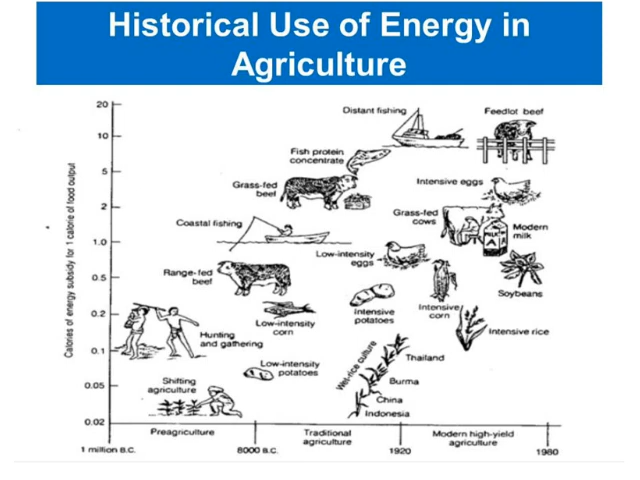 Historical Use of Energy in
Agriculture
Calories of energy subsidy for 1 calorie of food output
20
10
5
2
1.0
0.5
0.2
0.1
0.05
0.02
Distant fishing
Feedlot beef
Fish protein
concentrate
Grass-fed
beef
Intensive eggs
Coastal fishing
Grass-fed
cows
Modern
milk
MILK
A
A
Low-intensity
eggs
Range-fed
beef
Soybeans
Low-intensity
corn
Intensive
potatoes
Intensive
corn
Intensive rice
Hunting
and gathering
Wet-rice culture
Thailand
Low-intensity
potatoes
Burma
Shifting
agriculture
China
Indonesia
Preagriculture
Traditional
agriculture
Modern high-yield
agriculture
1 million B.C.
8000 B.C.
1920
1980